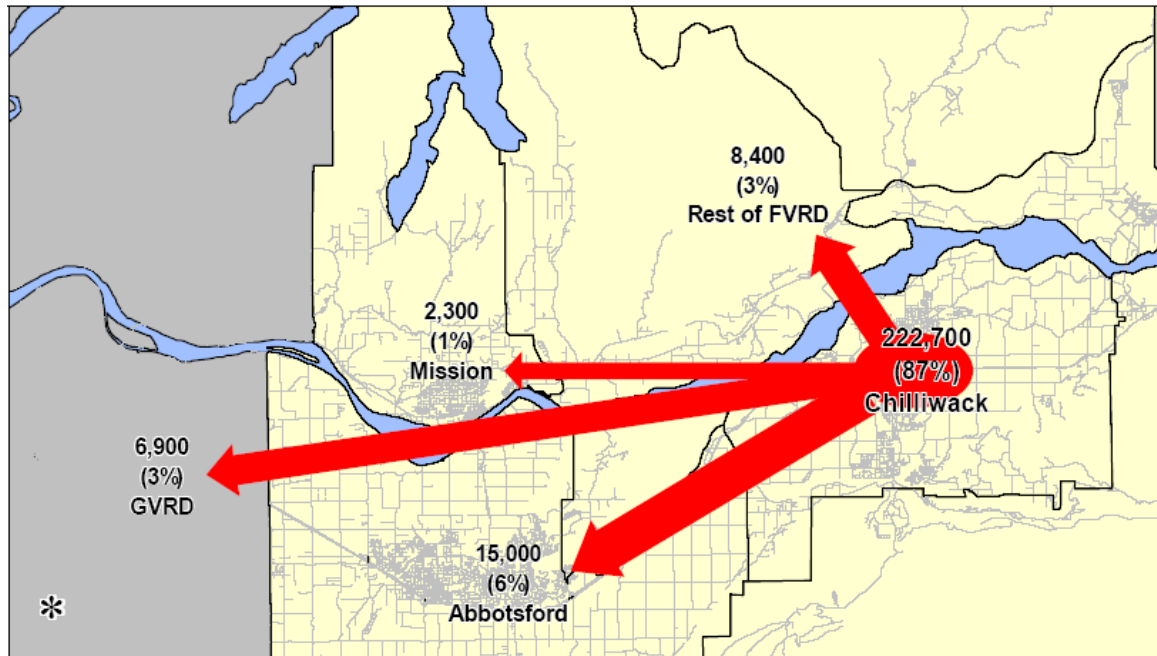 8,400
(3%)
Rest of FVRD
2,300
(1%)
Mission
222,700
(87%)
Chilliwack
6,900
(3%)
GVRD
15,000
(6%)
Abbotsford
*